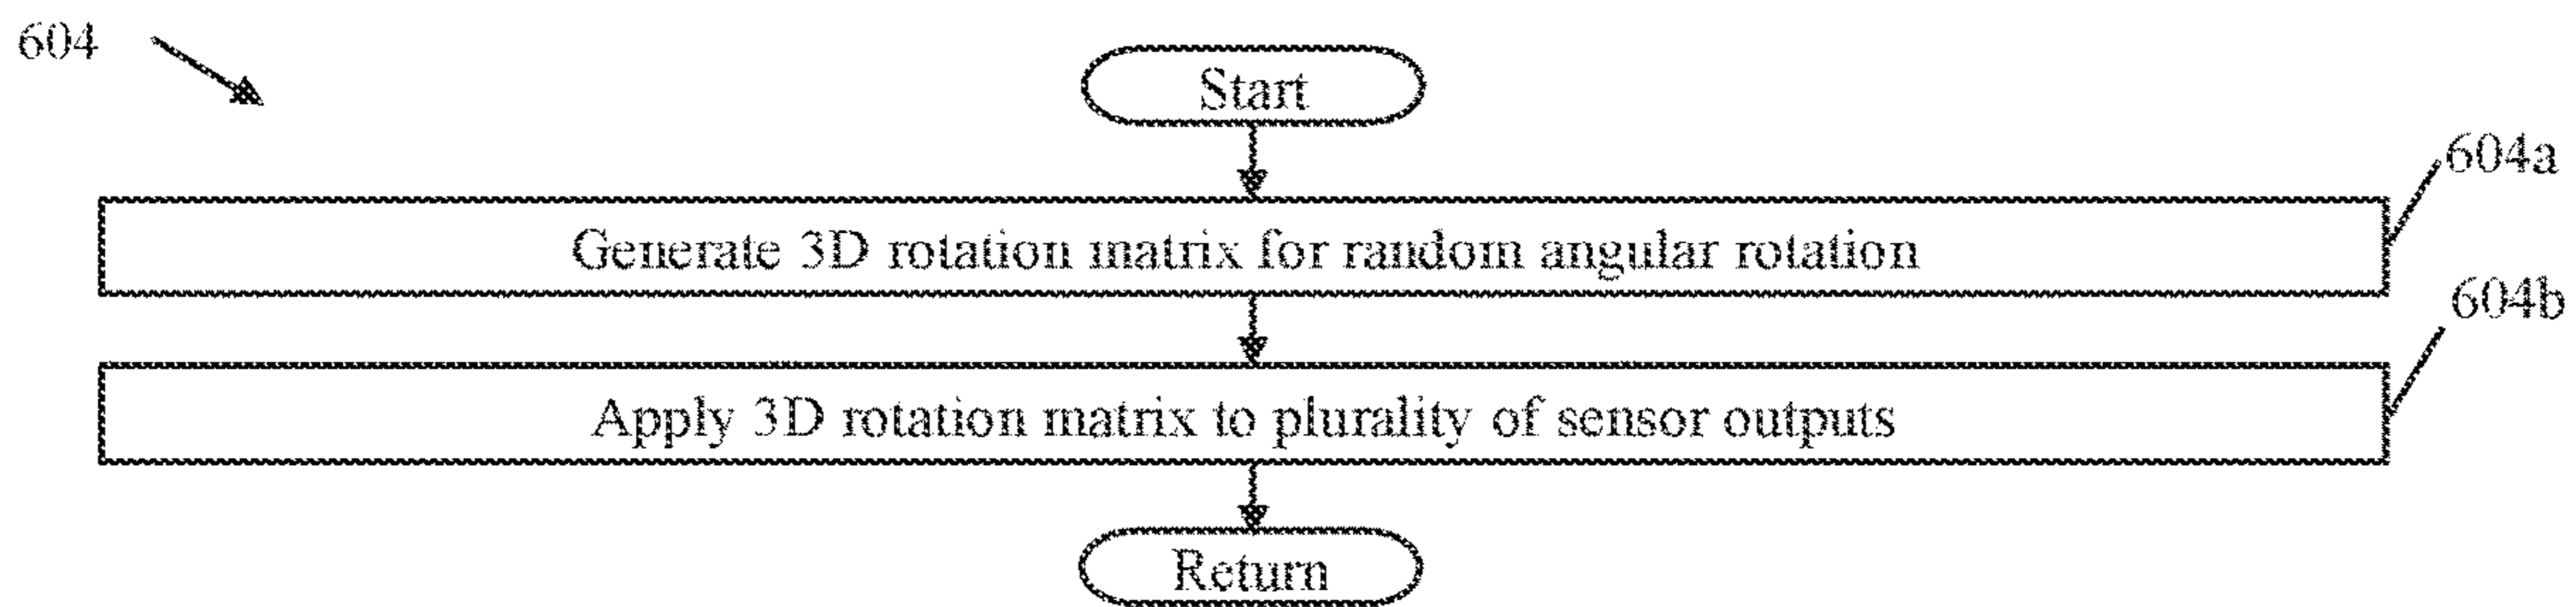 604
Start
604a
Generate 3D rotation matrix for random angular rotation
604b
Apply 3D rotation matrix to plurality of sensor outputs
Return